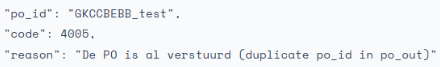 "po_id": "GKCCBEBB_test",
"code": 4005,
"reason": "De PO is al verstuurd (duplicate po_id in po_out)"